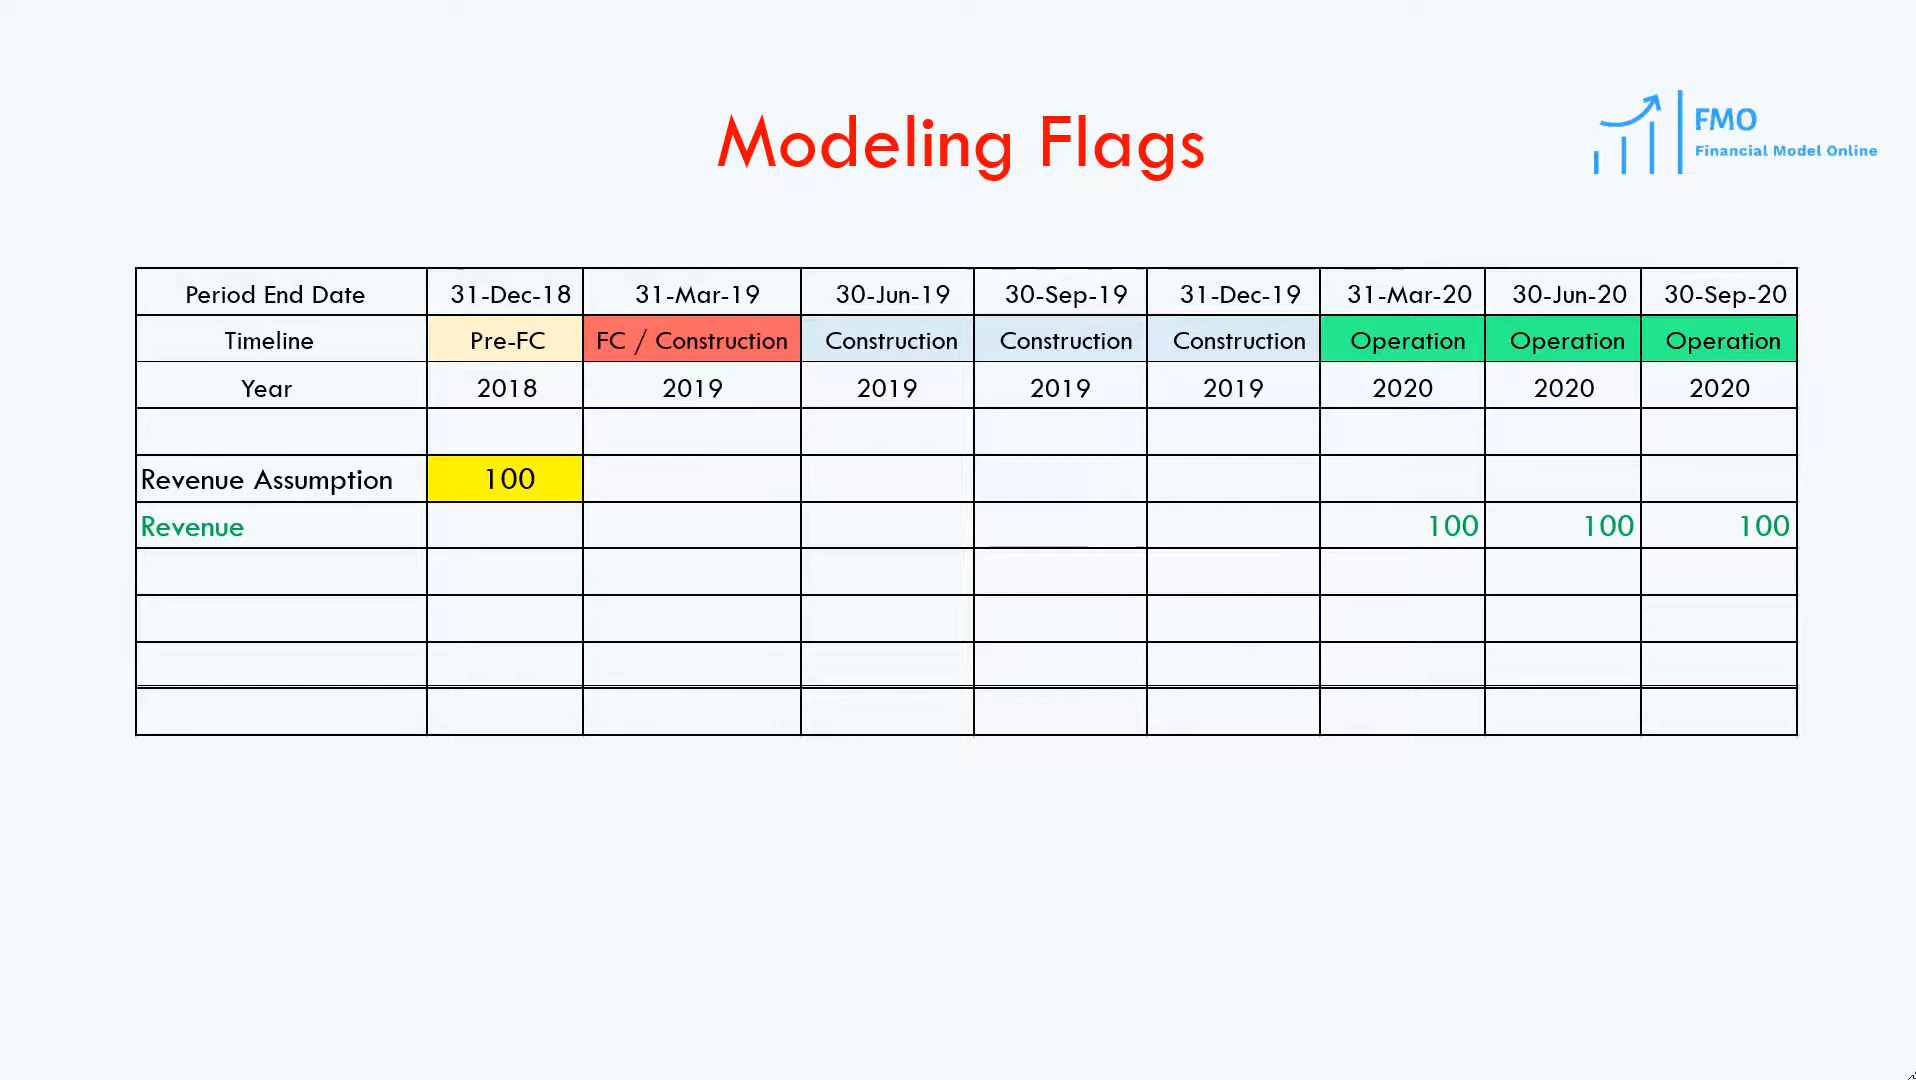 Modeling Flags
FMO
Financial Model Online
Period End Date 31-Dec-18 31-Mar-19 30-Jun-19 30-Sep-19 31-Dec-19 31-Mar-20 30-Jun-20 30-Sep-20
Timeline Pre-FC FC / Construction Construction Construction Construction Operation Operation Operation
Year 2018 2019 2019 2019 2019 2020 2020 2020
Revenue Assumption 100
Revenue 100 100 100